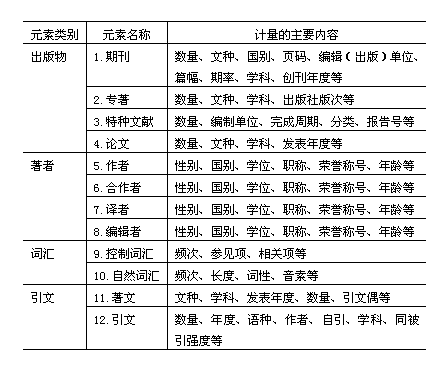 元素类别 元素名称 计量的主要内容
出版物 1.期刊 数量、文种、国别、页码、编辑(出版)单位、
篇幅、期率、学科、创刊年度等
2.专著 数量、文种、学科、出版社版次等
3.特种文献 数量、编制单位、完成周期、分类、报告号等
4.论文 数量、文种、学科、发表年度等
著者 5.作者 性别、国别、学位、职称、荣誉称号、年龄等
6.合作者 性别、国别、学位、职称、荣誉称号、年龄等
7.译者 性别、国别、学位、职称、荣誉称号、年龄等
8.编辑者 性别、国别、学位、职称、荣誉称号、年龄等
词汇 9.控制词汇 频次、参见项、相关项等
10.自然词汇 频次、长度、词性、音素等
引文 11.著文 文种、学科、发表年度、数量、引文偶等
12.引文 数量、年度、语种、作者、自引、学科、同被
引强度等